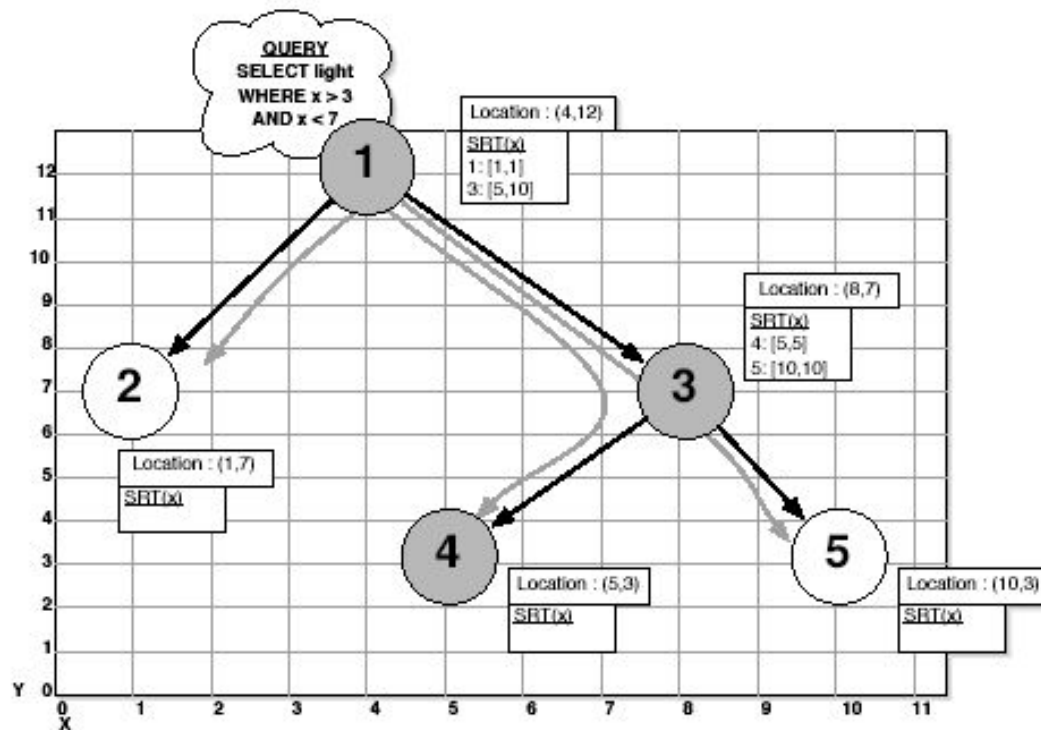 QUERY
SELECT light
WHERE x > 3
AND x < 7
Location : (4,12)
SRT(x)
1: [1,1]
3: [5,10]
1
Location : (8,7)
SRT(x)
4: [5,5]
5: [10,10]
2
3
Location : (1,7)
SRT(x)
4
5
Location : (5,3)
SRT(x)
Location : (10,3)
SRT(x)
12
11
10
9
8
7
6
5
4
3
2
1
Y 0
0 1 2 3 4 5 6 7 8 9 10 11
X